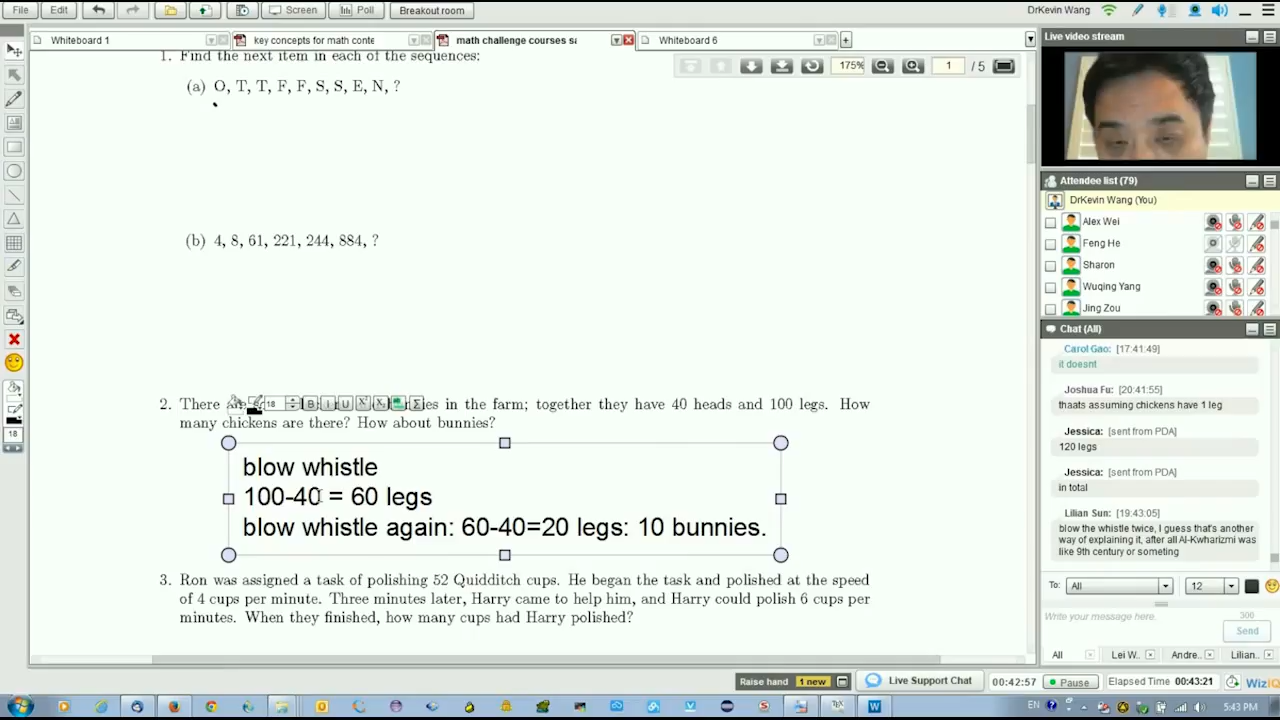 File
Edit
Screen
Poll
Breakout room
DrKevin Wang
Whiteboard 1
key concepts for math conte
math challenge courses sa
Whiteboard 6
Live video stream
1. Find the next item in each of the sequences:
175%
1 / 5
(a) O, T, T, F, F, S, S, E, N, ?
(b) 4, 8, 61, 221, 244, 884, ?
Attendee list (79)
DrKevin Wang (You)
Alex Wei
Feng He
Sharon
Wuqing Yang
Jing Zou
Chat (All)
Carol Gao: [17:41:49]
it doesnt
Joshua Fu: [20:41:55]
thaats assuming chickens have 1 leg
Jessica: [sent from PDA]
120 legs
Jessica: [sent from PDA]
in total
Lilian Sun: [19:43:05]
blow the whistle twice, I guess that's another
way of explaining it, after all Al-Kwharizmi was
like 9th century or someting
18
2. There in the farm; together they have 40 heads and 100 legs. How
many chickens are there? How about bunnies?
blow whistle
100-40 = 60 legs
blow whistle again: 60-40=20 legs: 10 bunnies.
3. Ron was assigned a task of polishing 52 Quidditch cups. He began the task and polished at the speed
of 4 cups per minute. Three minutes later, Harry came to help him, and Harry could polish 6 cups per
minutes. When they finished, how many cups had Harry polished?
18
B I U
To: All
12
Write your message here.
300
Send
All
Lei W..
Andre..
Lilian..
Raise hand 1 new
Live Support Chat
00:42:57
Pause
Elapsed Time 00:43:21
WizIQ
EN
5:43 PM